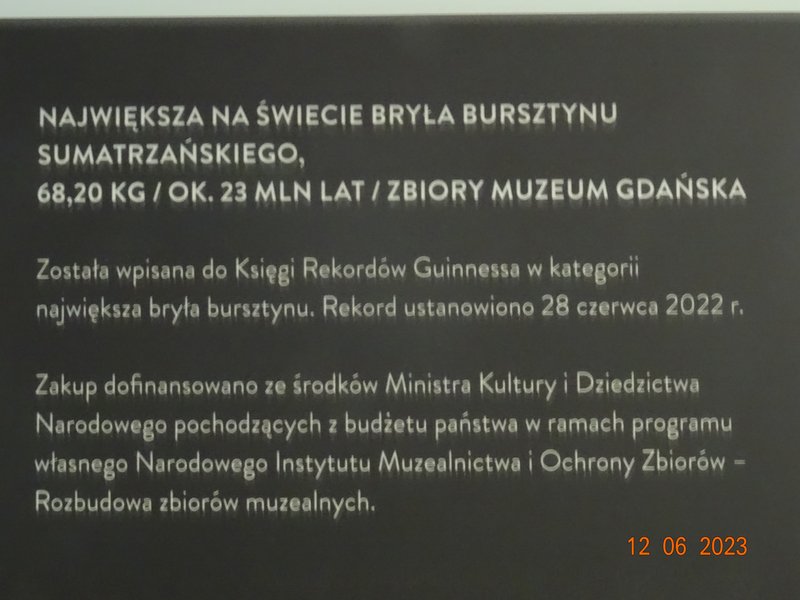 NAJWIĘKSZA NA ŚWIECIE BRYŁA BURSZTYNU
SUMATRZAŃSKIEGO,
68,20 KG / OK. 23 MLN LAT / ZBIORY MUZEUM GDAŃSKA
Została wpisana do Księgi Rekordów Guinnessa w kategorii
największa bryła bursztynu. Rekord ustanowiono 28 czerwca 2022 r.
Zakup dofinansowano ze środków Ministra Kultury i Dziedzictwa
Narodowego pochodzących z budżetu państwa w ramach programu
własnego Narodowego Instytutu Muzealnictwa i Ochrony Zbiorów –
Rozbudowa zbiorów muzealnych.
12 06 2023